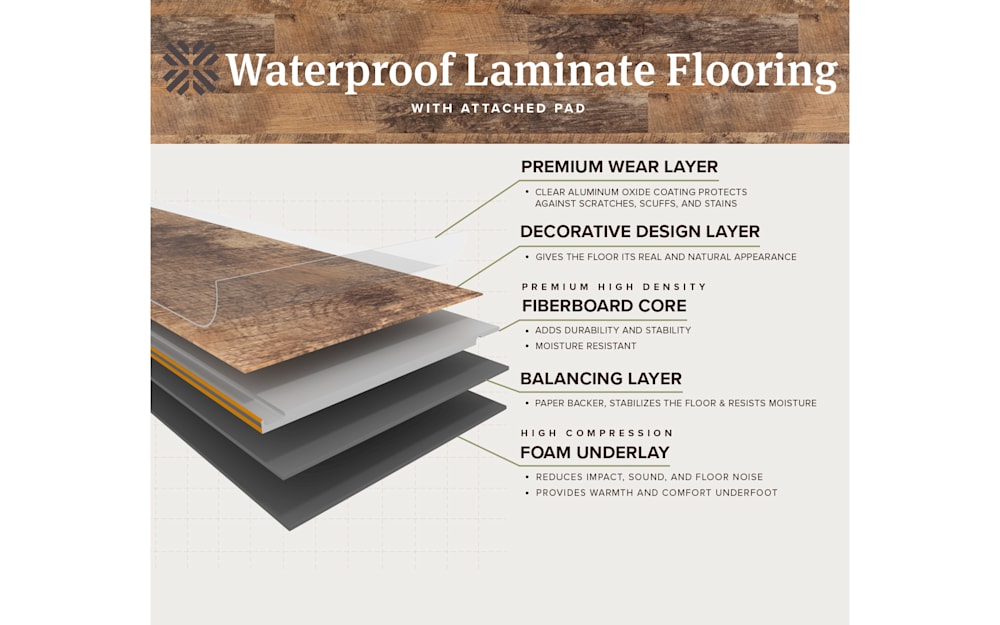 Waterproof Laminate Flooring
WITH ATTACHED PAD
PREMIUM WEAR LAYER
• CLEAR ALUMINUM OXIDE COATING PROTECTS
AGAINST SCRATCHES, SCUFFS, AND STAINS
DECORATIVE DESIGN LAYER
• GIVES THE FLOOR ITS REAL AND NATURAL APPEARANCE
PREMIUM HIGH DENSITY
FIBERBOARD CORE
• ADDS DURABILITY AND STABILITY
• MOISTURE RESISTANT
BALANCING LAYER
• PAPER BACKER, STABILIZES THE FLOOR & RESISTS MOISTURE
HIGH COMPRESSION
FOAM UNDERLAY
• REDUCES IMPACT, SOUND, AND FLOOR NOISE
• PROVIDES WARMTH AND COMFORT UNDERFOOT